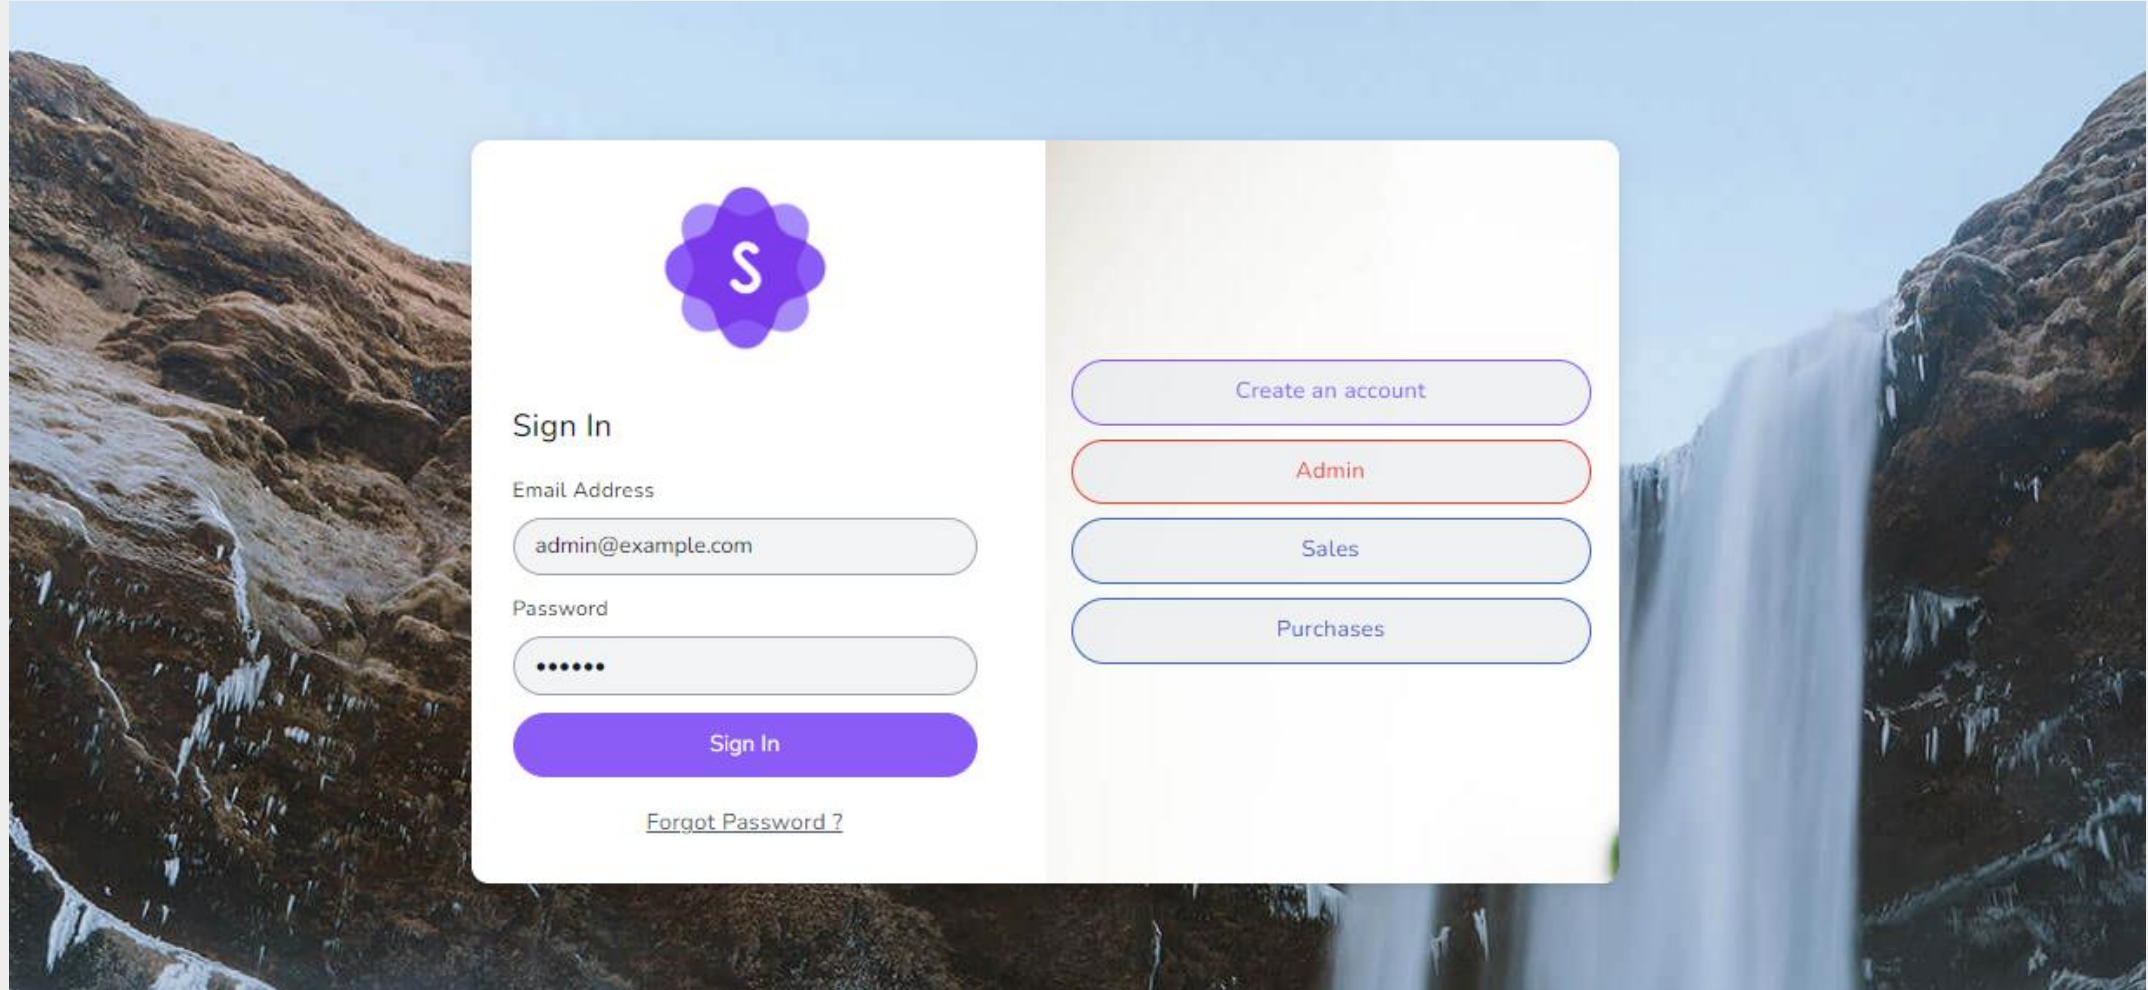 S
Sign In
Email Address
admin@example.com
Password
••••••
Sign In
Forgot Password ?
Create an account
Admin
Sales
Purchases